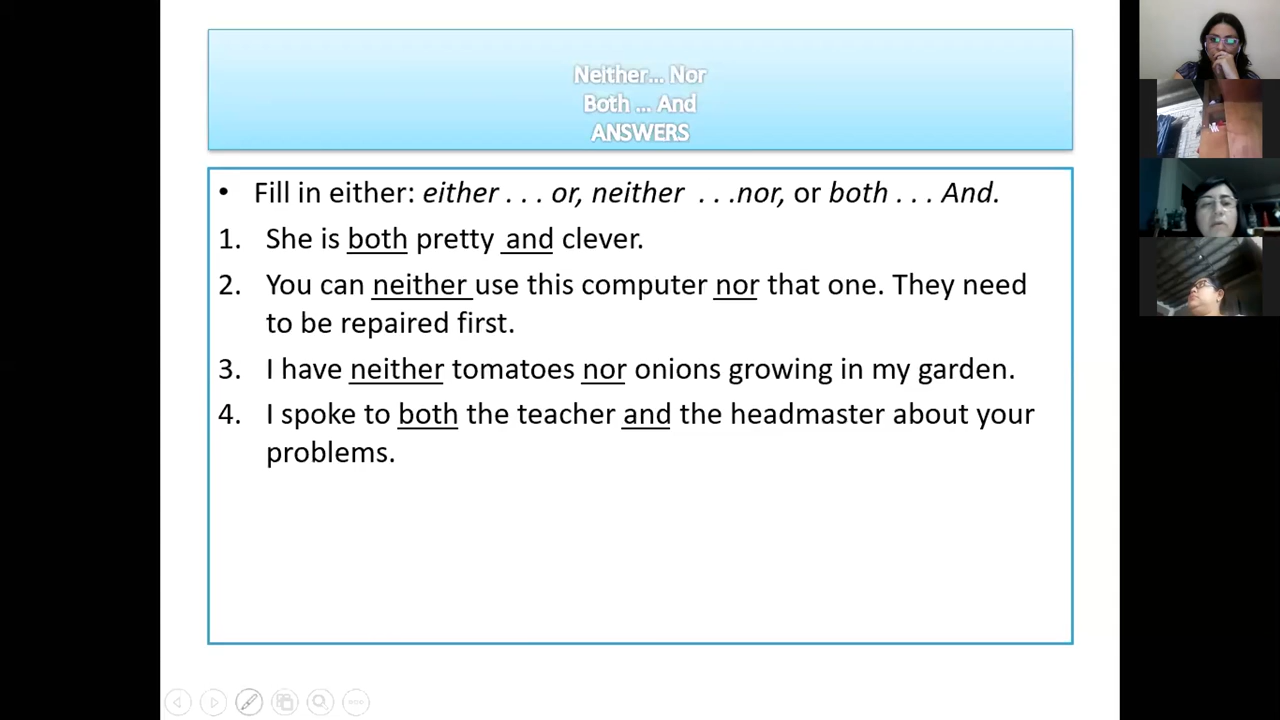 Neither... Nor
Both ... And
ANSWERS
• Fill in either: either . . . or, neither . . .nor, or both . . . And.
1. She is both pretty and clever.
2. You can neither use this computer nor that one. They need
to be repaired first.
3. I have neither tomatoes nor onions growing in my garden.
4. I spoke to both the teacher and the headmaster about your
problems.